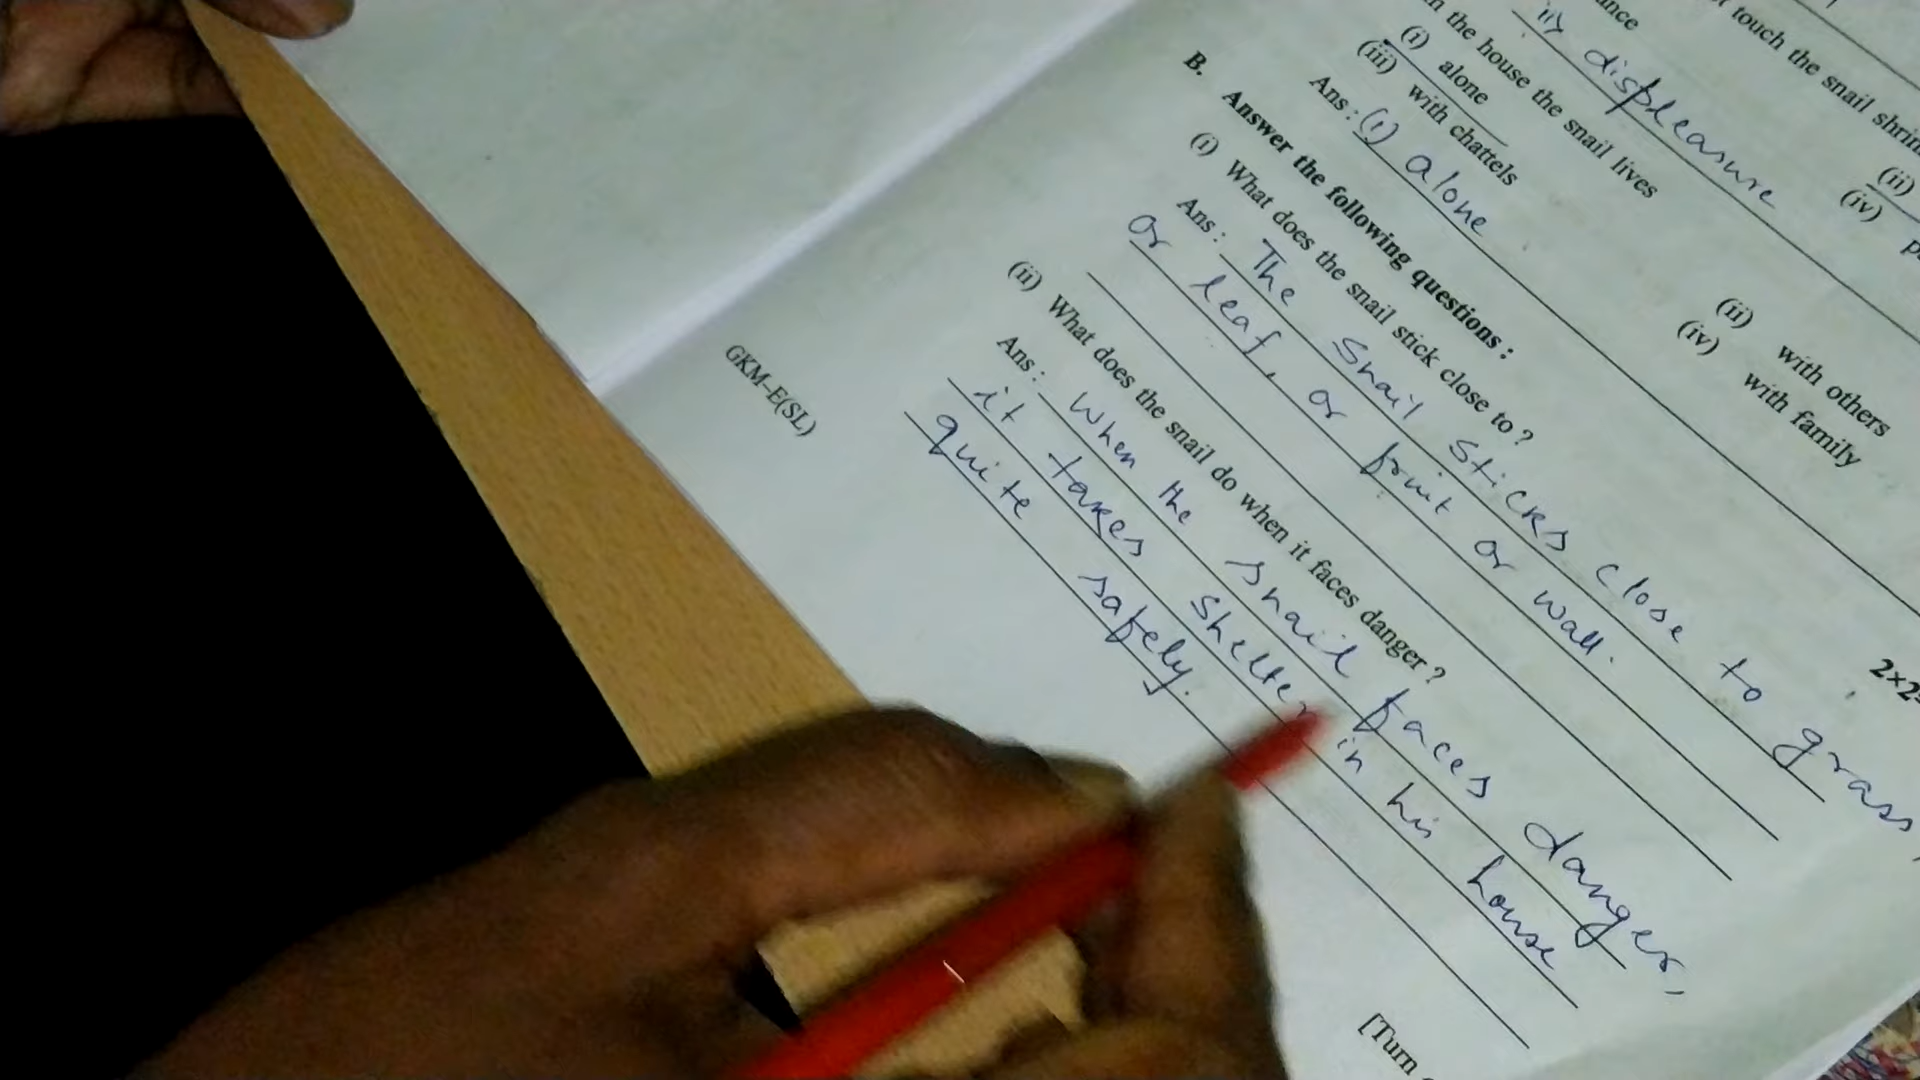 touch the snail shrin
(ii)
(iv)
ii) displeasure
in the house the snail lives
(i) alone
(ii) with others
(iii) with chattels
(iv) with family
Ans : (i) alone
B. Answer the following questions :
2×2=
(i) What does the snail stick close to ?
Ans : The Snail Sticks close to grass,
or leaf, or fruit or wall.
(ii) What does the snail do when it faces danger ?
Ans : When the snail faces danger,
it takes shelter in his house
quite safely.
GKM-E(SL)
[Turn